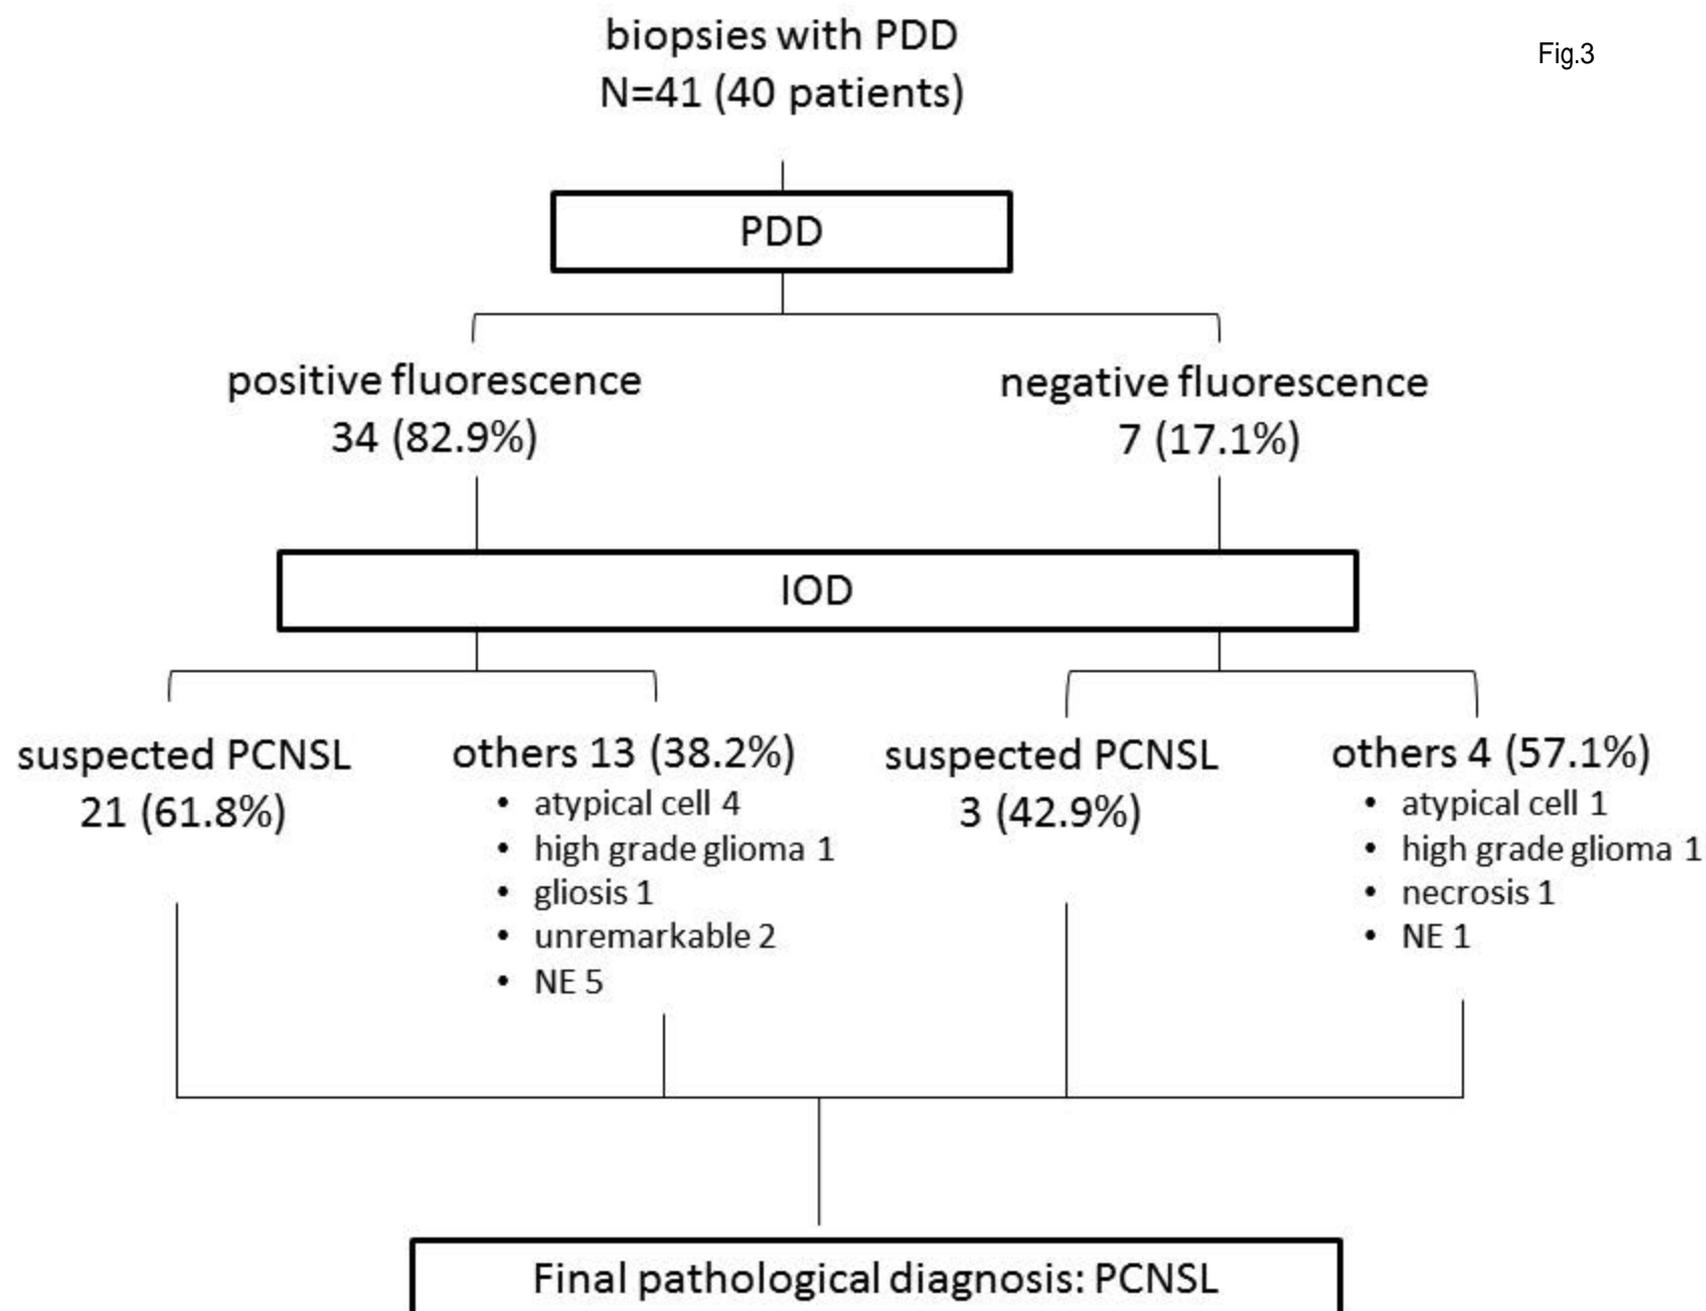 biopsies with PDD
N=41 (40 patients)
Fig.3
PDD
positive fluorescence
34 (82.9%)
negative fluorescence
7 (17.1%)
IOD
suspected PCNSL
21 (61.8%)
others 13 (38.2%)
• atypical cell 4
• high grade glioma 1
• gliosis 1
• unremarkable 2
• NE 5
suspected PCNSL
3 (42.9%)
others 4 (57.1%)
• atypical cell 1
• high grade glioma 1
• necrosis 1
• NE 1
Final pathological diagnosis: PCNSL